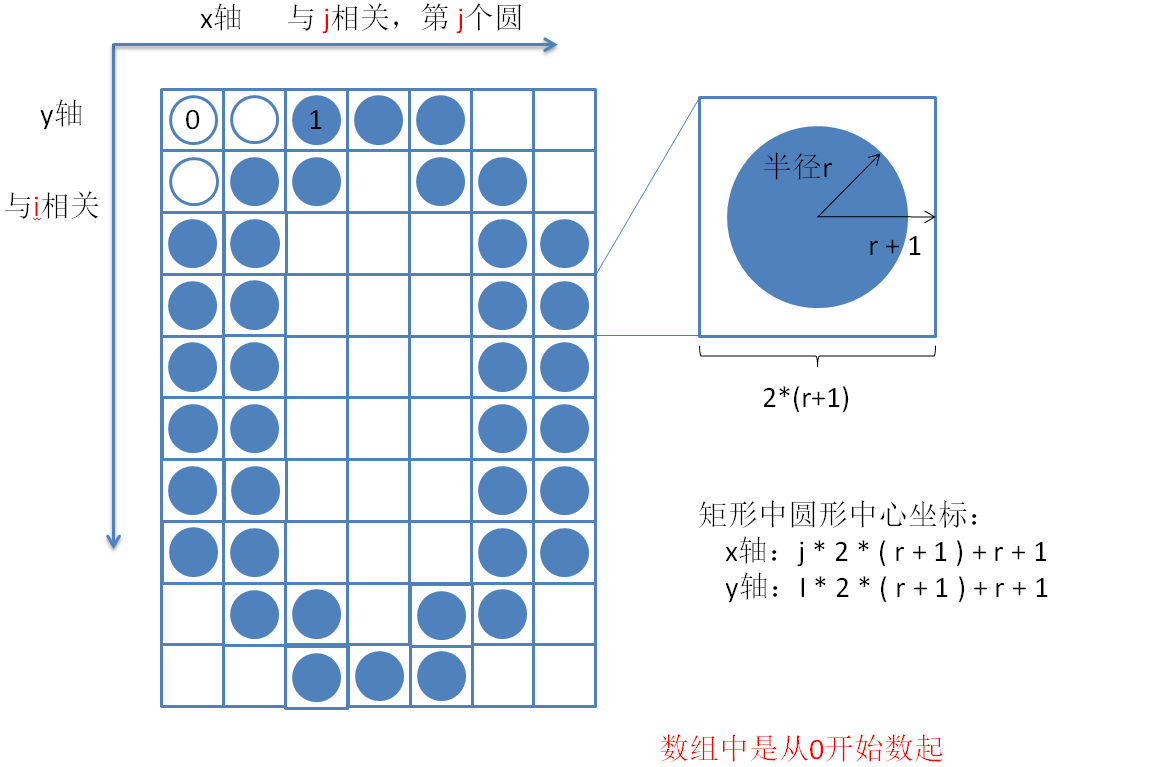 x轴 与 j相关，第 j个圆
y轴
0
1
与i相关
半径r
r + 1
2*(r+1)
矩形中圆形中心坐标：
x轴：j * 2 * ( r + 1 ) + r + 1
y轴：I * 2 * ( r + 1 ) + r + 1
数组中是从0开始数起